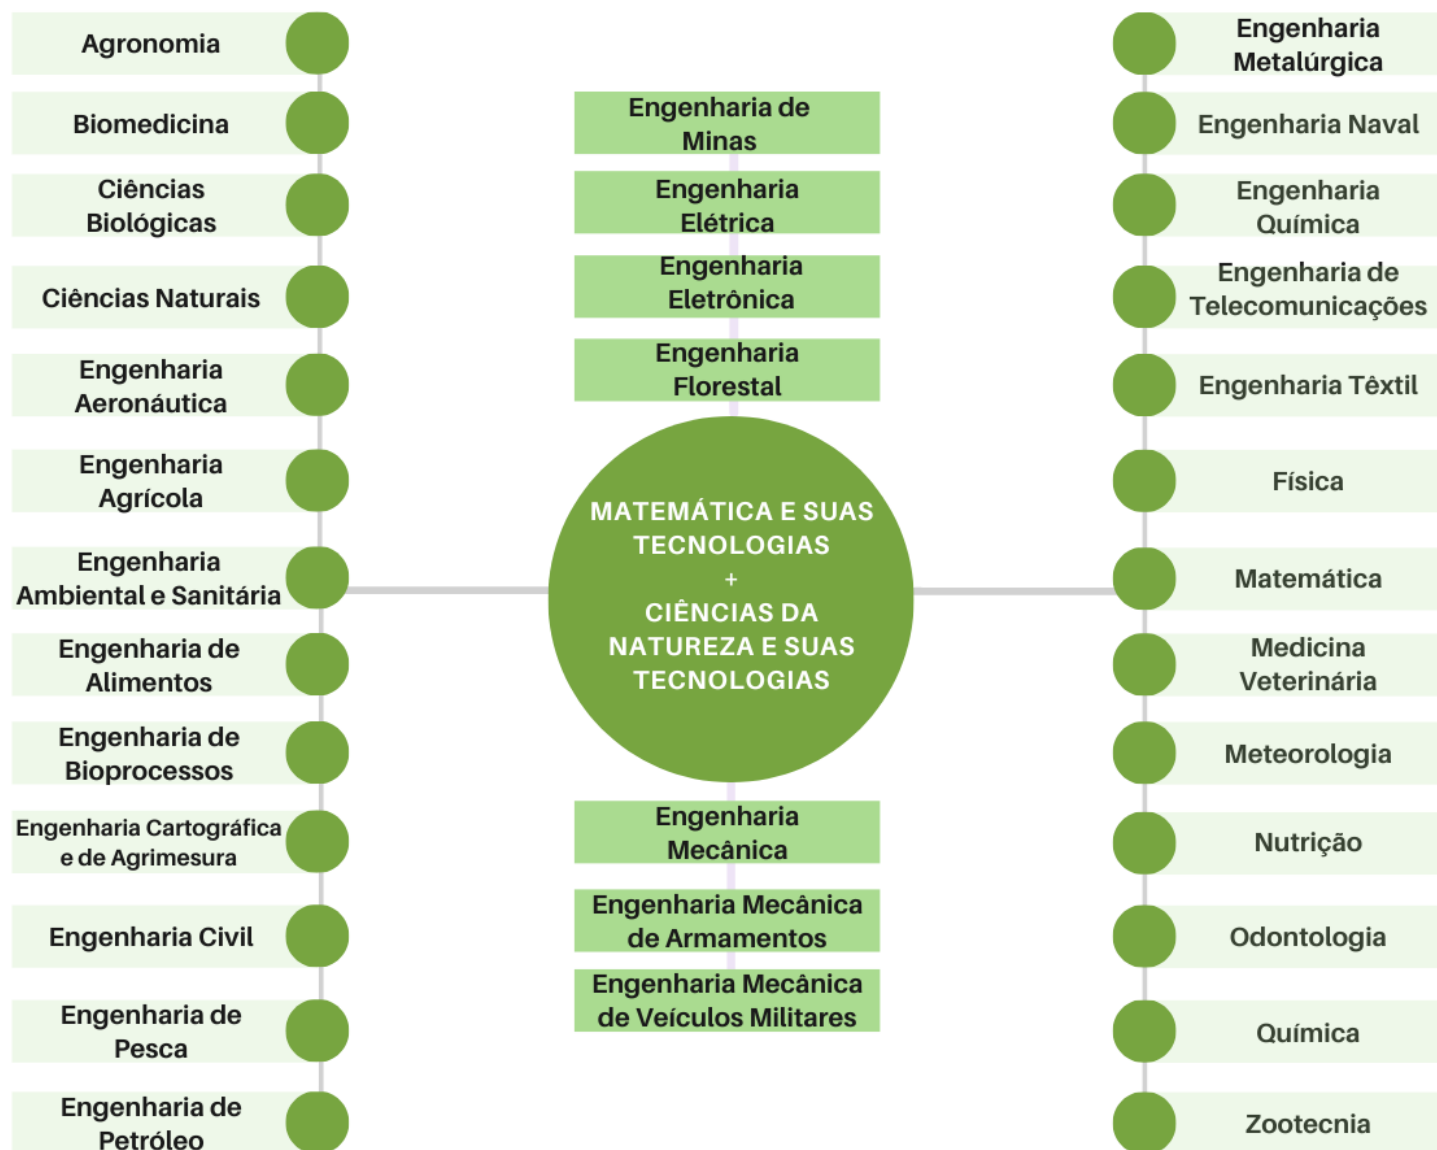 Agronomia
Biomedicina
Ciências
Biológicas
Ciências Naturais
Engenharia
Aeronáutica
Engenharia
Agrícola
Engenharia
Ambiental e Sanitária
Engenharia de
Alimentos
Engenharia de
Bioprocessos
Engenharia Cartográfica
e de Agrimesura
Engenharia Civil
Engenharia de
Pesca
Engenharia de
Petróleo
Engenharia de
Minas
Engenharia
Elétrica
Engenharia
Eletrônica
Engenharia
Florestal
MATEMÁTICA E SUAS
TECNOLOGIAS
+
CIÊNCIAS DA
NATUREZA E SUAS
TECNOLOGIAS
Engenharia
Mecânica
Engenharia Mecânica
de Armamentos
Engenharia Mecânica
de Veículos Militares
Engenharia
Metalúrgica
Engenharia Naval
Engenharia
Química
Engenharia de
Telecomunicações
Engenharia Têxtil
Física
Matemática
Medicina
Veterinária
Meteorologia
Nutrição
Odontologia
Química
Zootecnia